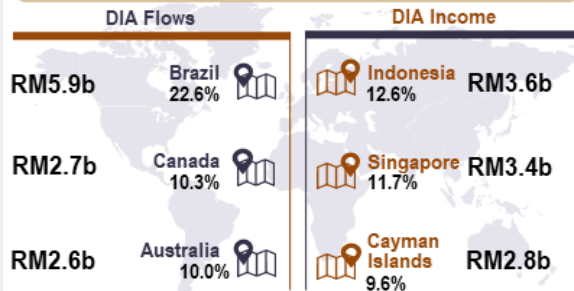 DIA Flows
RM5.9b
Brazil
22.6%
RM2.7b
Canada
10.3%
RM2.6b
Australia
10.0%
DIA Income
Indonesia
12.6%
RM3.6b
Singapore
11.7%
RM3.4b
Cayman
Islands
9.6%
RM2.8b